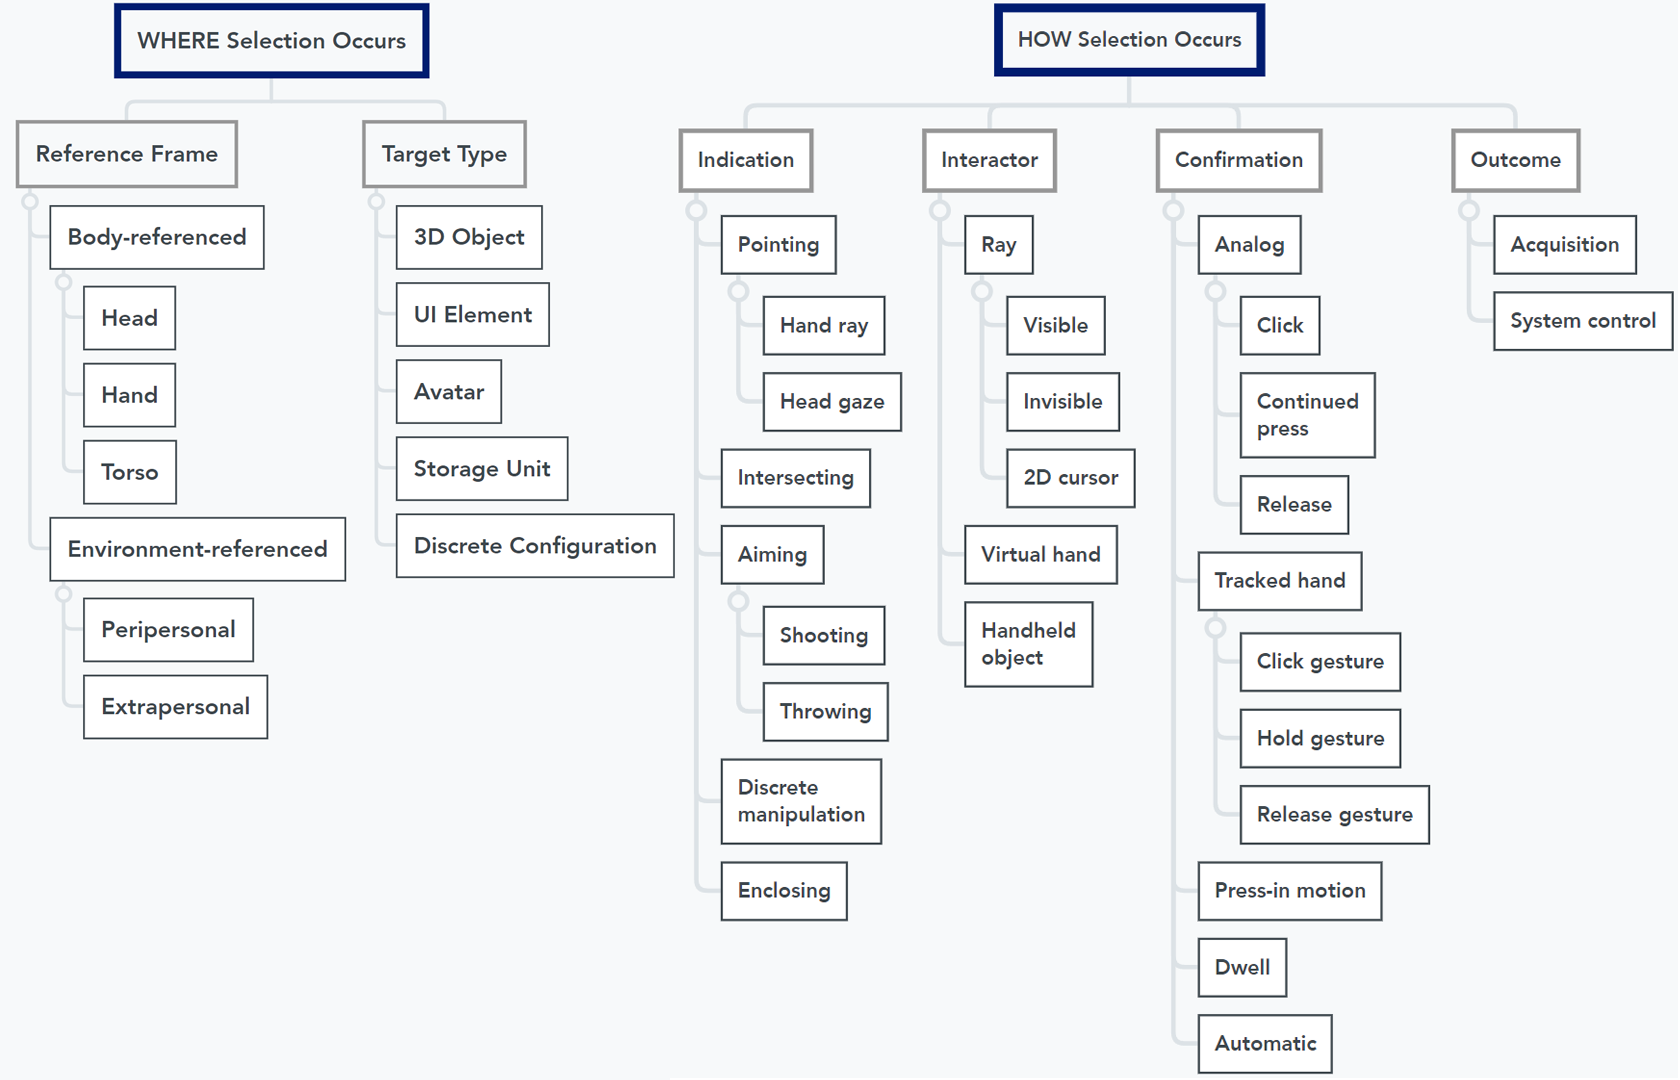 WHERE Selection Occurs
Reference Frame
Body-referenced
Head
Hand
Torso
Environment-referenced
Peripersonal
Extrapersonal
Target Type
3D Object
UI Element
Avatar
Storage Unit
Discrete Configuration
HOW Selection Occurs
Indication
Pointing
Hand ray
Head gaze
Intersecting
Aiming
Shooting
Throwing
Discrete
manipulation
Enclosing
Interactor
Ray
Visible
Invisible
2D cursor
Virtual hand
Handheld
object
Confirmation
Analog
Click
Continued
press
Release
Tracked hand
Click gesture
Hold gesture
Release gesture
Press-in motion
Dwell
Automatic
Outcome
Acquisition
System control